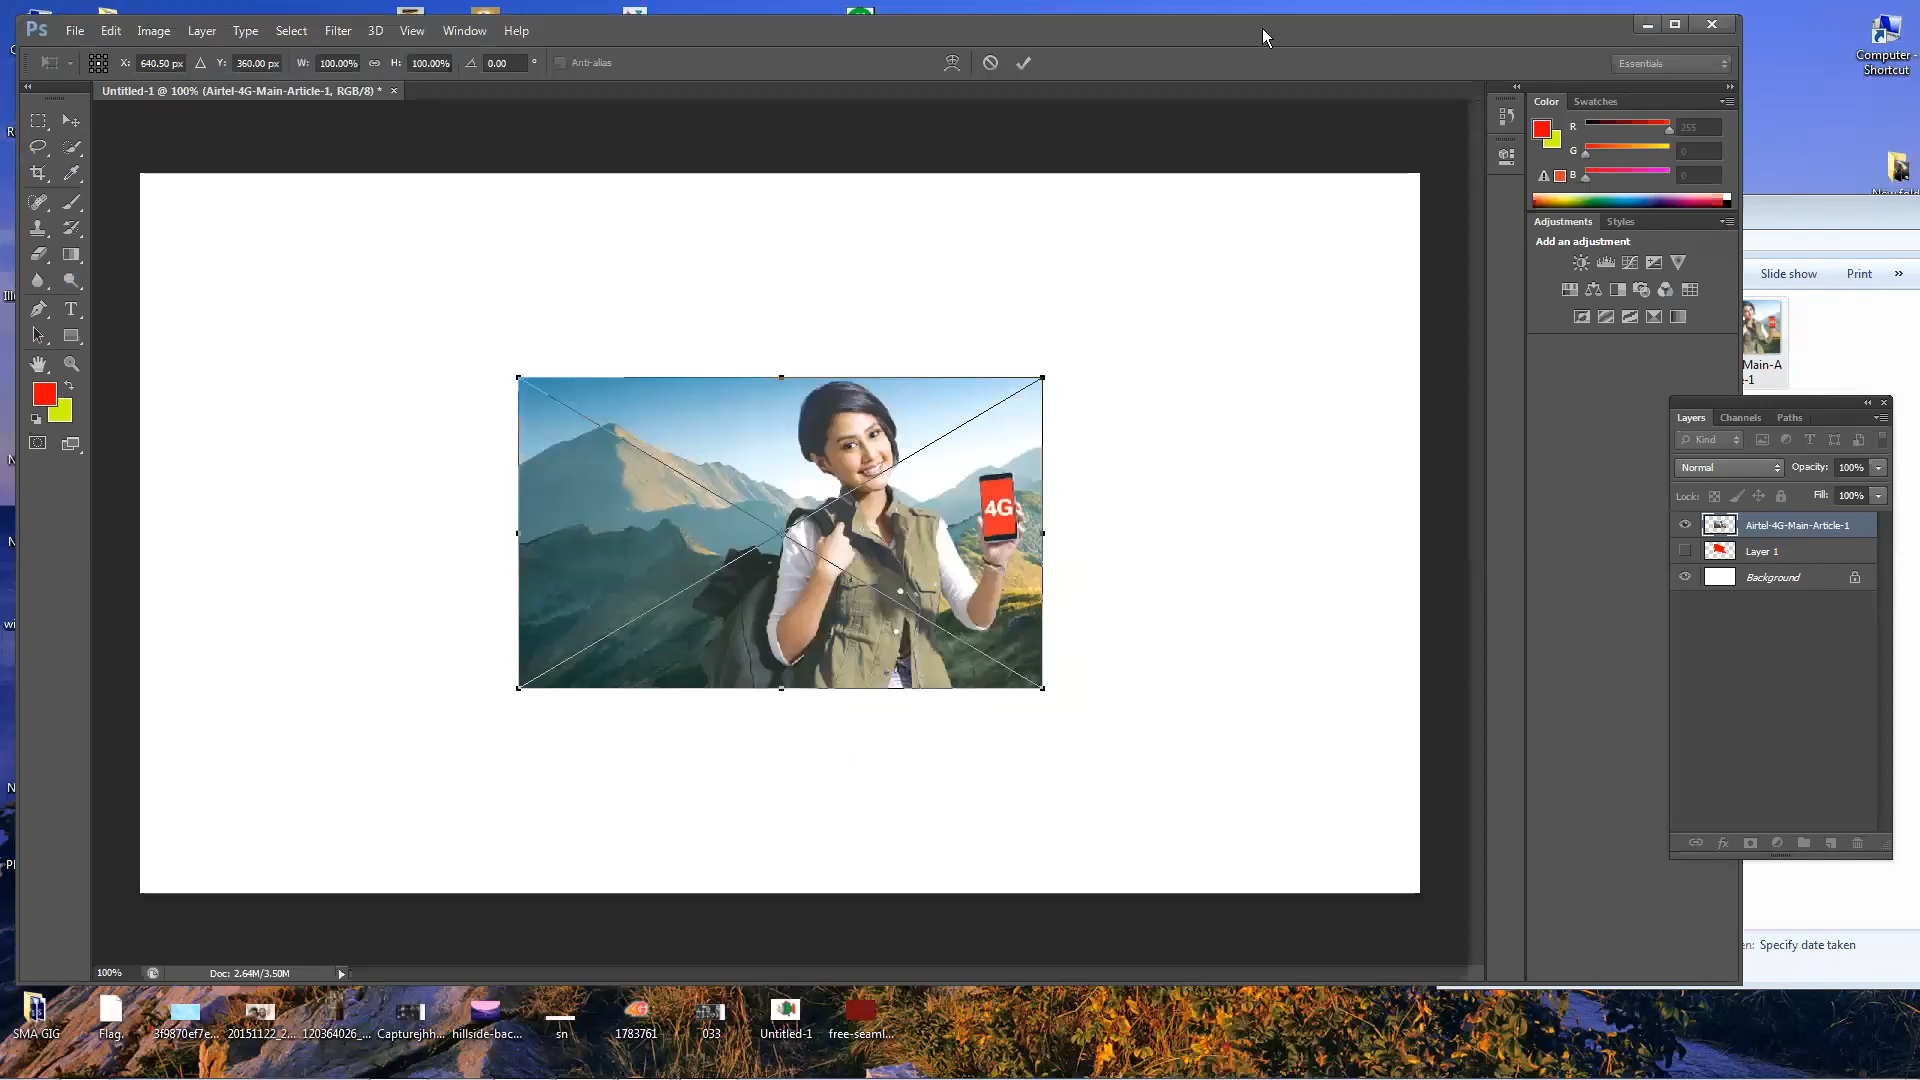 Ps File Edit Image Layer Type Select Filter 3D View Window Help
X: 640.50 px Y: 360.00 px W: 100.00% H: 100.00% 0.00 ° Anti-alias Essentials
Untitled-1 @ 100% (Airtel-4G-Main-Article-1, RGB/8) * ×
Computer - Shortcut
Color Swatches
R 255
G 0
B 0
Adjustments Styles
Add an adjustment
Slide show Print »
Main-A
-1
4G
Layers Channels Paths
Kind
Normal Opacity: 100%
Lock: Fill: 100%
Airtel-4G-Main-Article-1
Layer 1
Background
fx
Specify date taken
100% Doc: 2.64M/3.50M
SMA GIG Flag. 3f9870ef7e... 20151122_2... 120364026_... Capturejhh... hillside-bac... sn 1783761 033 Untitled-1 free-seaml...